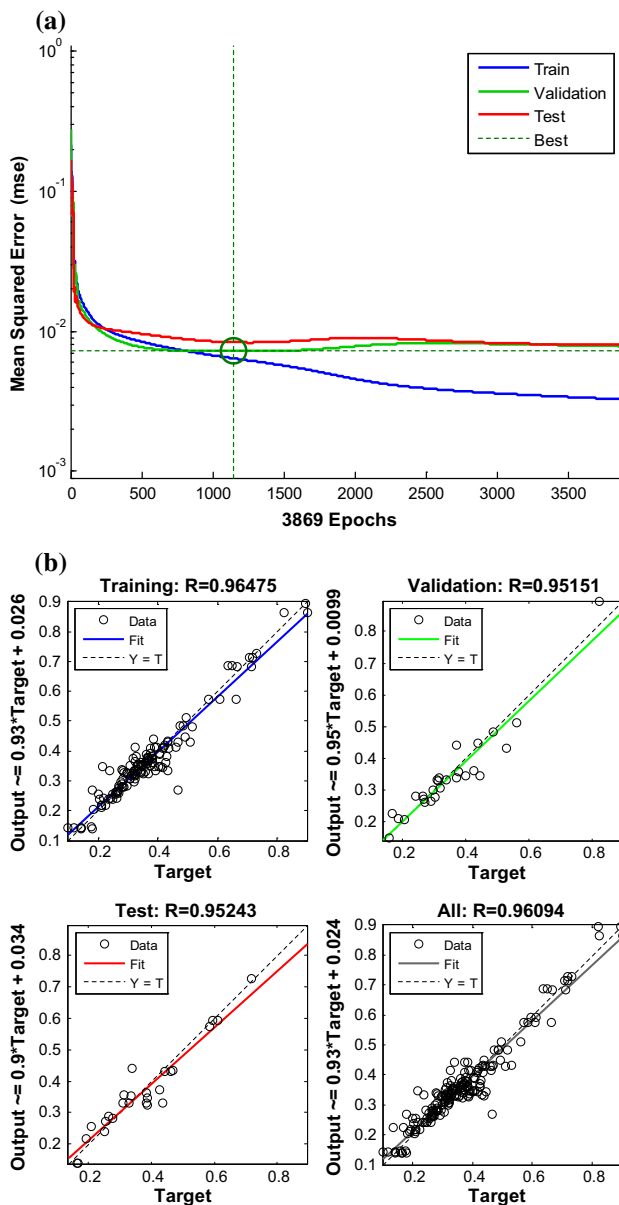 (a)
10^0
10^-1
10^-2
10^-3
Mean Squared Error (mse)
Train
Validation
Test
Best
0 500 1000 1500 2000 2500 3000 3500
3869 Epochs
(b)
Training: R=0.96475
Output ~= 0.93*Target + 0.026
0.9
0.8
0.7
0.6
0.5
0.4
0.3
0.2
0.1
Data
Fit
Y = T
0.2 0.4 0.6 0.8
Target
Validation: R=0.95151
Output ~= 0.95*Target + 0.0099
0.8
0.7
0.6
0.5
0.4
0.3
0.2
Data
Fit
Y = T
0.2 0.4 0.6 0.8
Target
Test: R=0.95243
Output ~= 0.9*Target + 0.034
0.8
0.7
0.6
0.5
0.4
0.3
0.2
Data
Fit
Y = T
0.2 0.4 0.6 0.8
Target
All: R=0.96094
Output ~= 0.93*Target + 0.024
0.9
0.8
0.7
0.6
0.5
0.4
0.3
0.2
0.1
Data
Fit
Y = T
0.2 0.4 0.6 0.8
Target